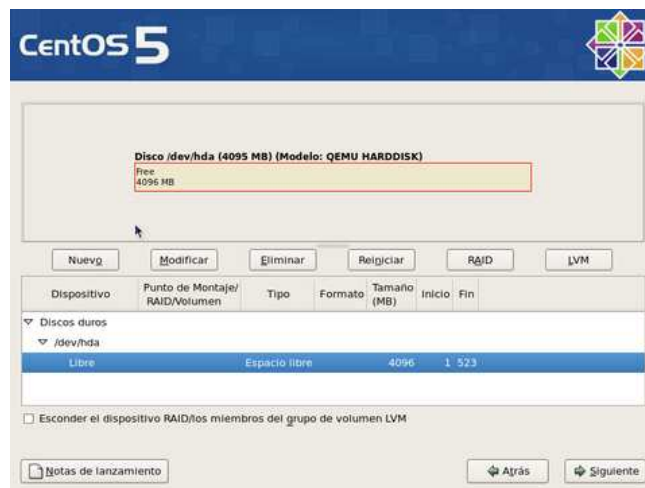 CentOS 5
Disco /dev/hda (4095 MB) (Modelo: QEMU HARDDISK)
Free
4096 MB
Nuevo Modificar Eliminar Reiniciar RAID LVM
Dispositivo Punto de Montaje/ RAID/Volumen Tipo Formato Tamaño (MB) Inicio Fin
Discos duros
/dev/hda
Libre Espacio libre 4096 1 523
Esconder el dispositivo RAID/los miembros del grupo de volumen LVM
Notas de lanzamiento Atrás Siguiente